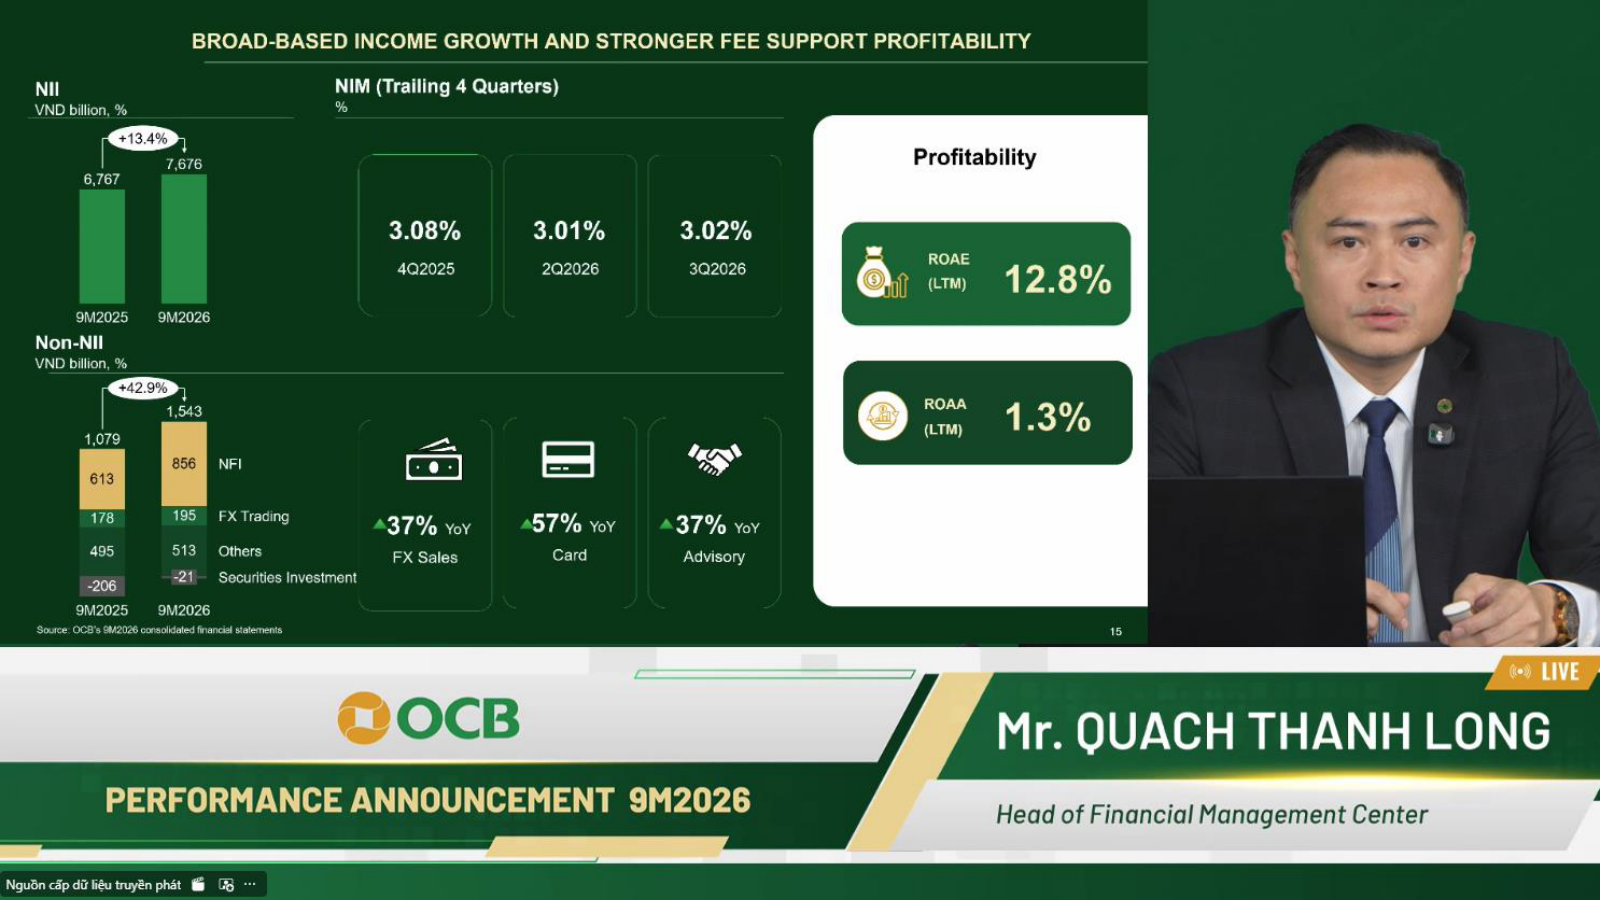 BROAD-BASED INCOME GROWTH AND STRONGER FEE SUPPORT PROFITABILITY
NII
VND billion, %
+13.4%
6,767
7,676
9M2025
9M2026
NIM (Trailing 4 Quarters)
%
3.08%
4Q2025
3.01%
2Q2026
3.02%
3Q2026
Non-NII
VND billion, %
+42.9%
1,079
1,543
613
856
NFI
178
195
FX Trading
495
513
Others
-206
-21
Securities Investment
9M2025
9M2026
37% YoY
FX Sales
57% YoY
Card
37% YoY
Advisory
Profitability
ROAE
(LTM)
12.8%
ROAA
(LTM)
1.3%
Source: OCB's 9M2026 consolidated financial statements
15
LIVE
OCB
PERFORMANCE ANNOUNCEMENT 9M2026
Mr. QUACH THANH LONG
Head of Financial Management Center
Nguồn cấp dữ liệu truyền phát